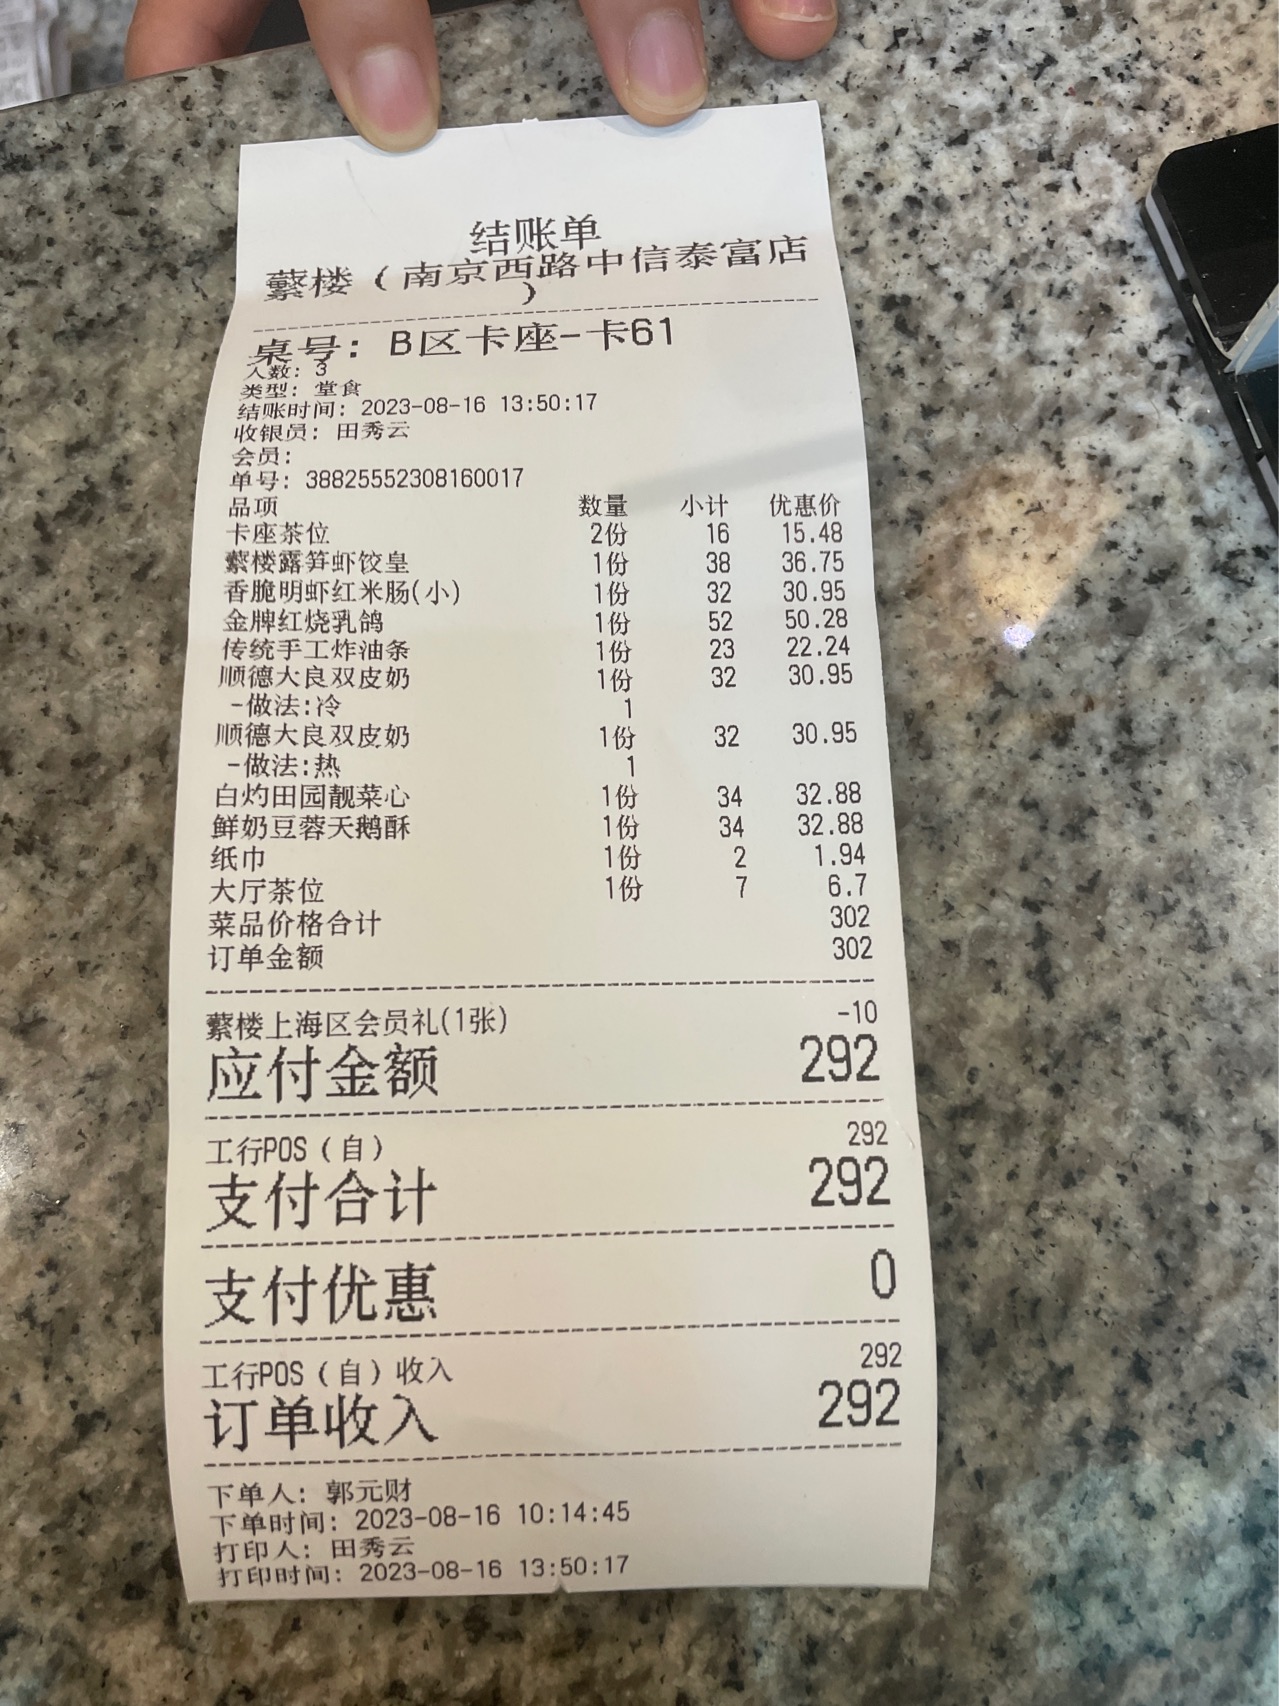 结账单
蘩楼（南京西路中信泰富店
）
桌号: B区卡座-卡61
人数: 3
类型: 堂食
结账时间: 2023-08-16 13:50:17
收银员: 田秀云
会员:
单号: 38825552308160017
品项 数量 小计 优惠价
卡座茶位 2份 16 15.48
蘩楼露笋虾饺皇 1份 38 36.75
香脆明虾红米肠(小) 1份 32 30.95
金牌红烧乳鸽 1份 52 50.28
传统手工炸油条 1份 23 22.24
顺德大良双皮奶 1份 32 30.95
-做法:冷 1
顺德大良双皮奶 1份 32 30.95
-做法:热 1
白灼田园靓菜心 1份 34 32.88
鲜奶豆蓉天鹅酥 1份 34 32.88
纸巾 1份 2 1.94
大厅茶位 1份 7 6.7
菜品价格合计 302
订单金额 302
蘩楼上海区会员礼(1张) -10
应付金额 292
工行POS（自） 292
支付合计 292
支付优惠 0
工行POS（自）收入 292
订单收入 292
下单人: 郭元财
下单时间: 2023-08-16 10:14:45
打印人: 田秀云
打印时间: 2023-08-16 13:50:17